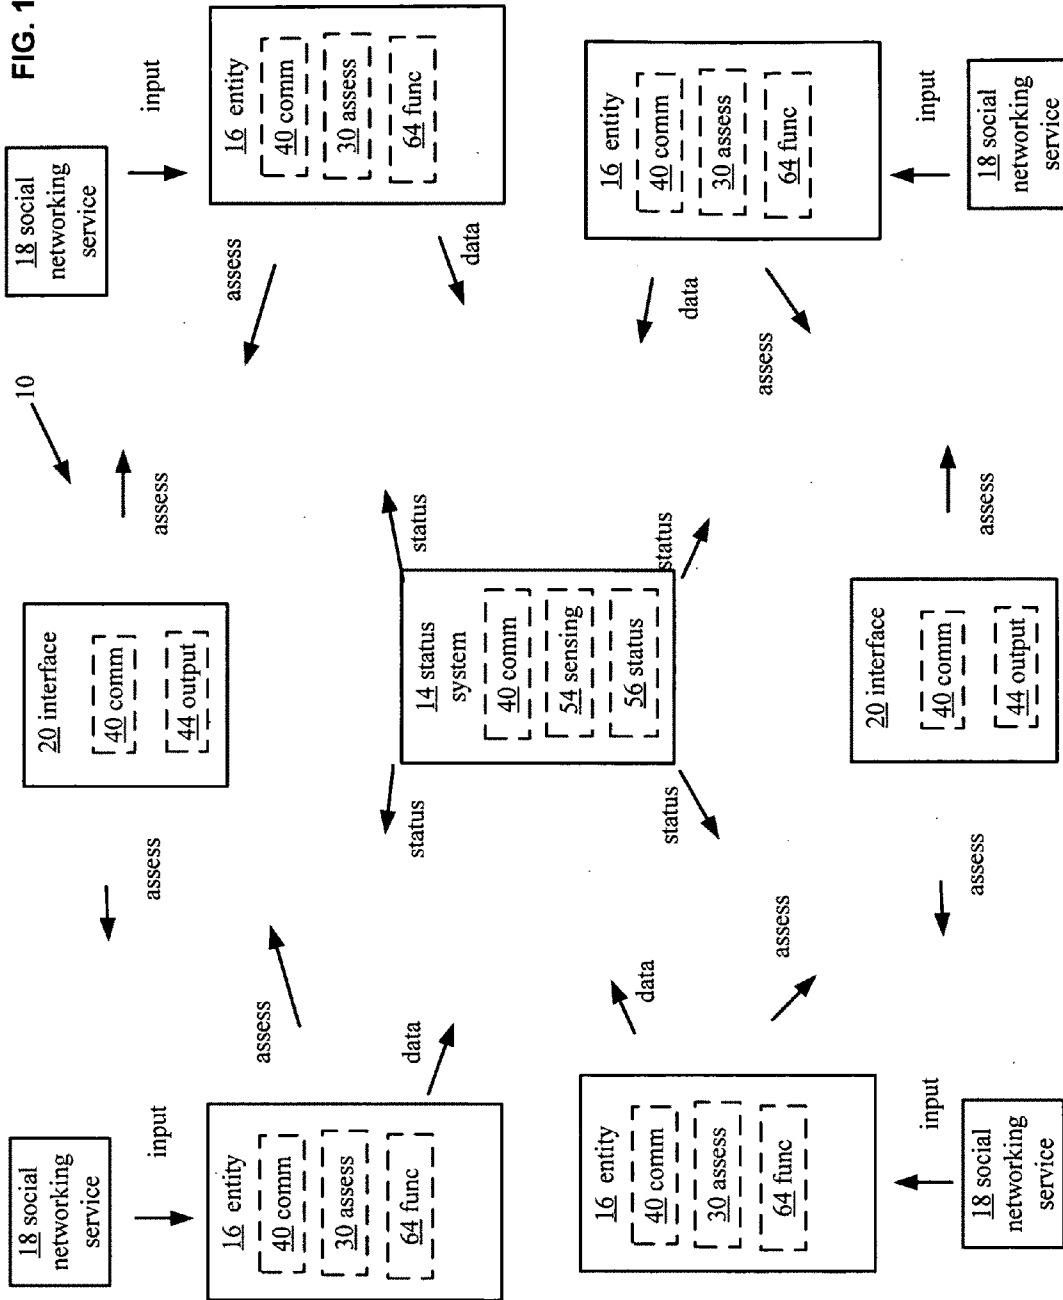 FIG. 1
18 social
networking
service
input
16 entity
40 comm
30 assess
64 func
assess
data
assess
20 interface
40 comm
44 output
assess
10
18 social
networking
service
input
16 entity
40 comm
30 assess
64 func
assess
data
status
14 status
system
40 comm
54 sensing
56 status
status
status
status
16 entity
40 comm
30 assess
64 func
data
assess
input
18 social
networking
service
assess
20 interface
40 comm
44 output
assess
16 entity
40 comm
30 assess
64 func
data
assess
input
18 social
networking
service